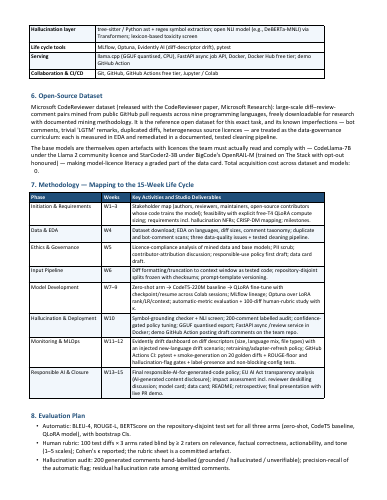 Hallucination layer
tree-sitter / Python ast + regex symbol extraction; open NLI model (e.g., DeBERTa-MNLI) via
Transformers; lexicon-based toxicity screen
Life cycle tools
MLflow, Optuna, Evidently AI (diff-descriptor drift), pytest
Serving
llama.cpp (GGUF quantised, CPU), FastAPI async job API, Docker, Docker Hub free tier; demo
GitHub Action
Collaboration & CI/CD
Git, GitHub, GitHub Actions free tier, Jupyter / Colab
6. Open-Source Dataset
Microsoft CodeReviewer dataset (released with the CodeReviewer paper, Microsoft Research): large-scale diff–review-
comment pairs mined from public GitHub pull requests across nine programming languages, freely downloadable for research
with documented mining methodology. It is the reference open dataset for this exact task, and its known imperfections — bot
comments, trivial 'LGTM' remarks, duplicated diffs, heterogeneous source licences — are treated as the data-governance
curriculum: each is measured in EDA and remediated in a documented, tested cleaning pipeline.
The base models are themselves open artefacts with licences the team must actually read and comply with — CodeLlama-7B
under the Llama 2 community licence and StarCoder2-3B under BigCode's OpenRAIL-M (trained on The Stack with opt-out
honoured) — making model-licence literacy a graded part of the data card. Total acquisition cost across dataset and models:
0.
7. Methodology — Mapping to the 15-Week Life Cycle
Phase Weeks Key Activities and Studio Deliverables
Initiation & Requirements W1–3 Stakeholder map (authors, reviewers, maintainers, open-source contributors
whose code trains the model); feasibility with explicit free-T4 QLoRA compute
sizing; requirements incl. hallucination NFRs; CRISP-DM mapping; milestones.
Data & EDA W4 Dataset download; EDA on languages, diff sizes, comment taxonomy; duplicate
and bot-comment scans; three data-quality issues + tested cleaning pipeline.
Ethics & Governance W5 Licence-compliance analysis of mined data and base models; PII scrub;
contributor-attribution discussion; responsible-use policy first draft; data card
draft.
Input Pipeline W6 Diff formatting/truncation to context window as tested code; repository-disjoint
splits frozen with checksums; prompt-template versioning.
Model Development W7–9 Zero-shot arm → CodeT5-220M baseline → QLoRA fine-tune with
checkpoint/resume across Colab sessions; MLflow lineage; Optuna over LoRA
rank/LR/context; automatic-metric evaluation + 100-diff human-rubric study with
κ.
Hallucination & Deployment W10 Symbol-grounding checker + NLI screen; 200-comment labelled audit; confidence-
gated policy tuning; GGUF quantised export; FastAPI async /review service in
Docker; demo GitHub Action posting draft comments on the team repo.
Monitoring & MLOps W11–12 Evidently drift dashboard on diff descriptors (size, language mix, file types) with
an injected new-language drift scenario; retraining/adapter-refresh policy; GitHub
Actions CI: pytest + smoke-generation on 20 golden diffs + ROUGE-floor and
hallucination-flag gates + label-presence and non-blocking-config tests.
Responsible AI & Closure W13–15 Final responsible-AI-for-generated-code policy; EU AI Act transparency analysis
(AI-generated content disclosure); impact assessment incl. reviewer deskilling
discussion; model card; data card; README; retrospective; final presentation with
live PR demo.
8. Evaluation Plan
• Automatic: BLEU-4, ROUGE-L, BERTScore on the repository-disjoint test set for all three arms (zero-shot, CodeT5 baseline,
QLoRA model), with bootstrap CIs.
• Human rubric: 100 test diffs × 3 arms rated blind by ≥ 2 raters on relevance, factual correctness, actionability, and tone
(1–5 scales); Cohen's κ reported; the rubric sheet is a committed artefact.
• Hallucination audit: 200 generated comments hand-labelled (grounded / hallucinated / unverifiable); precision-recall of
the automatic flag; residual hallucination rate among emitted comments.